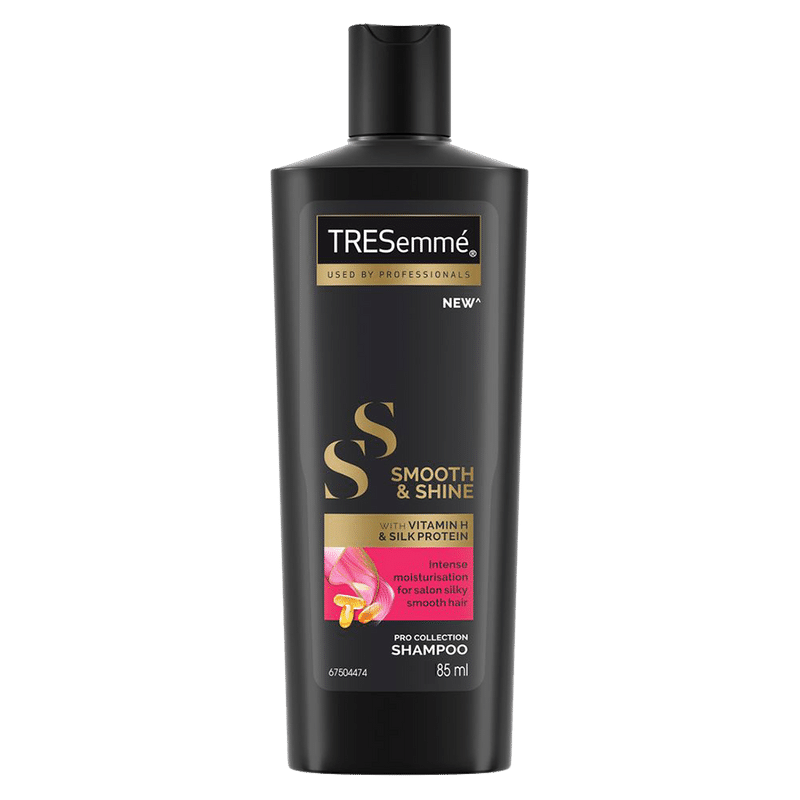 TRESemmé®
USED BY PROFESSIONALS
NEW^
SS
SMOOTH
& SHINE
WITH VITAMIN H
& SILK PROTEIN
Intense
moisturisation
for salon silky
smooth hair
PRO COLLECTION
SHAMPOO
67504474
85 ml